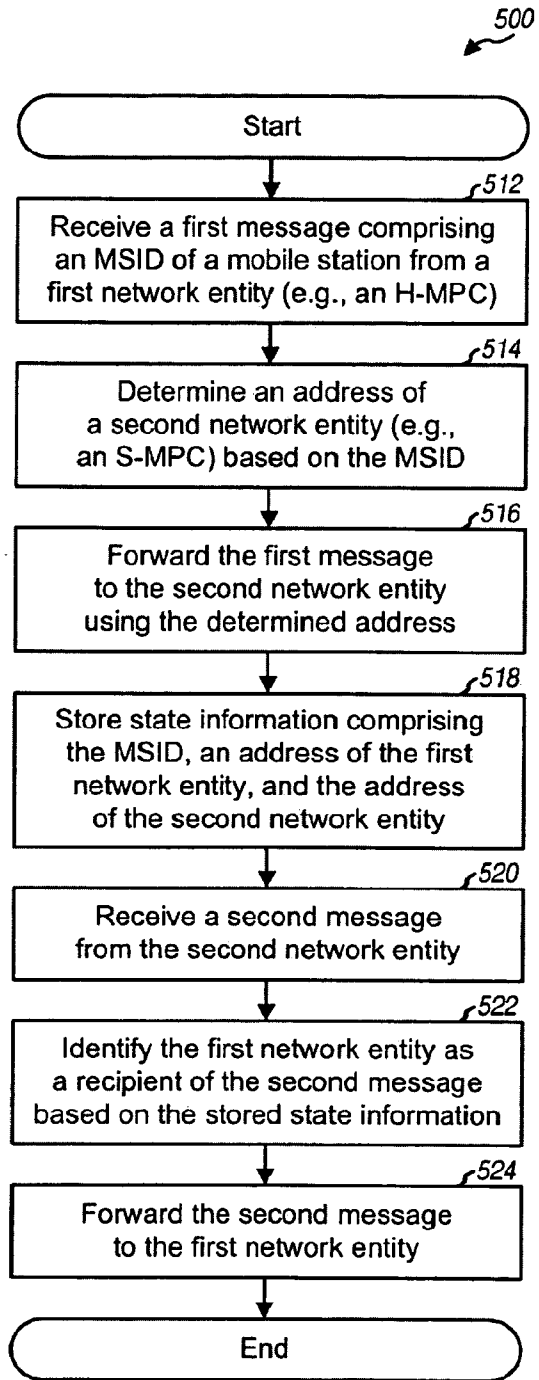 500
Start
512
Receive a first message comprising
an MSID of a mobile station from a
first network entity (e.g., an H-MPC)
514
Determine an address of
a second network entity (e.g.,
an S-MPC) based on the MSID
516
Forward the first message
to the second network entity
using the determined address
518
Store state information comprising
the MSID, an address of the first
network entity, and the address
of the second network entity
520
Receive a second message
from the second network entity
522
Identify the first network entity as
a recipient of the second message
based on the stored state information
524
Forward the second message
to the first network entity
End